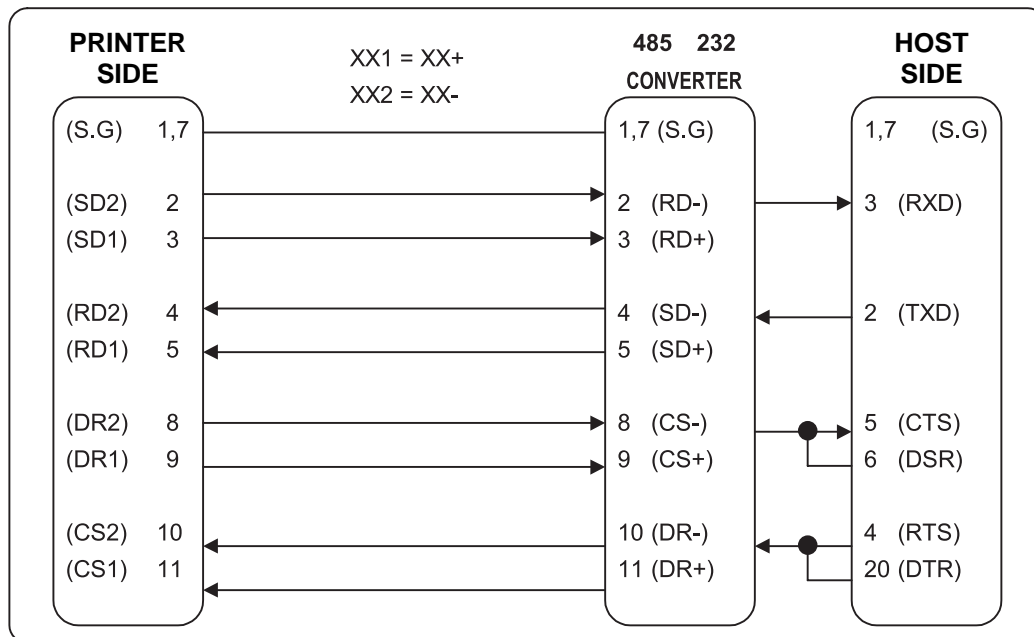 PRINTER SIDE
XX1 = XX+
XX2 = XX-
485 232
CONVERTER
HOST SIDE
(S.G) 1,7
1,7 (S.G)
1,7 (S.G)
(SD2) 2
2 (RD-)
3 (RXD)
(SD1) 3
3 (RD+)
(RD2) 4
4 (SD-)
2 (TXD)
(RD1) 5
5 (SD+)
(DR2) 8
8 (CS-)
5 (CTS)
(DR1) 9
9 (CS+)
6 (DSR)
(CS2) 10
10 (DR-)
4 (RTS)
(CS1) 11
11 (DR+)
20 (DTR)